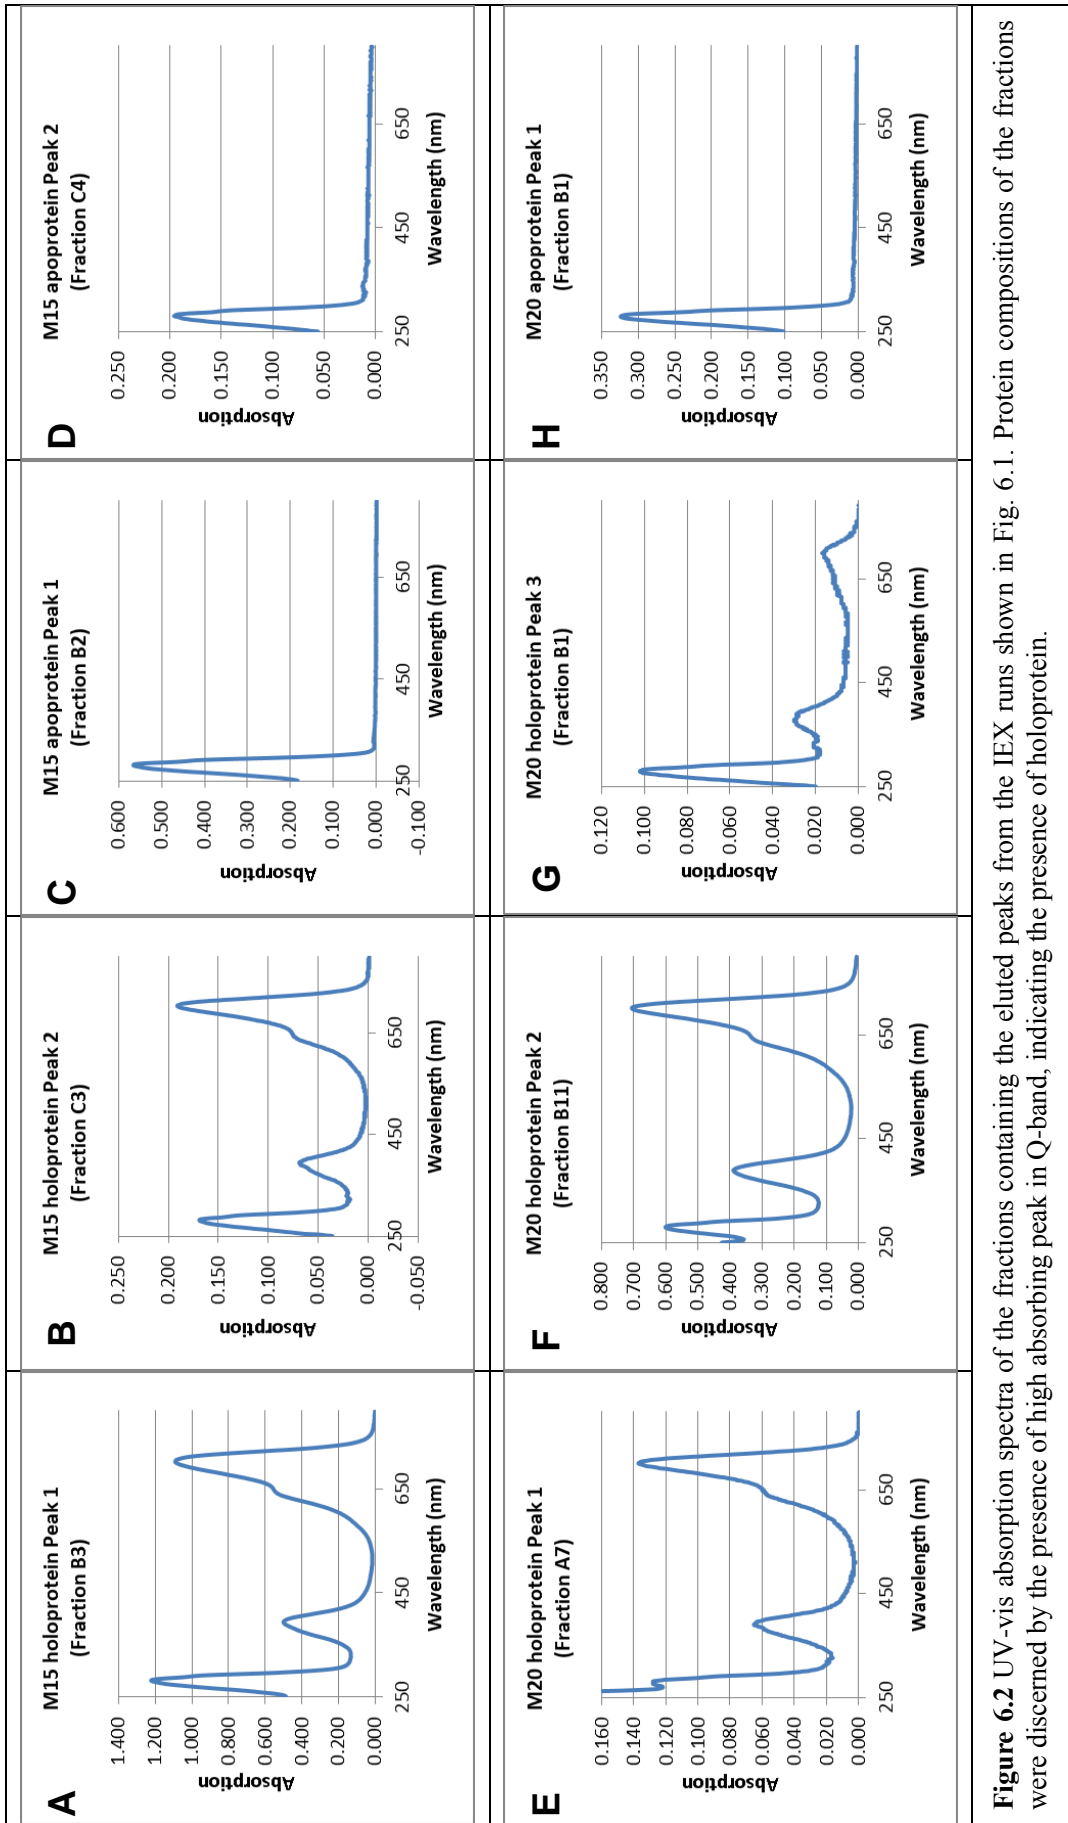 A
M15 holoprotein Peak 1
(Fraction B3)
Absorption
1.400
1.200
1.000
0.800
0.600
0.400
0.200
0.000
250
450
650
Wavelength (nm)
B
M15 holoprotein Peak 2
(Fraction C3)
Absorption
0.250
0.200
0.150
0.100
0.050
0.000
-0.050
250
450
650
Wavelength (nm)
C
M15 apoprotein Peak 1
(Fraction B2)
Absorption
0.600
0.500
0.400
0.300
0.200
0.100
0.000
-0.100
250
450
650
Wavelength (nm)
D
M15 apoprotein Peak 2
(Fraction C4)
Absorption
0.250
0.200
0.150
0.100
0.050
0.000
250
450
650
Wavelength (nm)
E
M20 holoprotein Peak 1
(Fraction A7)
Absorption
0.160
0.140
0.120
0.100
0.080
0.060
0.040
0.020
0.000
250
450
650
Wavelength (nm)
F
M20 holoprotein Peak 2
(Fraction B11)
Absorption
0.800
0.700
0.600
0.500
0.400
0.300
0.200
0.100
0.000
250
450
650
Wavelength (nm)
G
M20 holoprotein Peak 3
(Fraction B1)
Absorption
0.120
0.100
0.080
0.060
0.040
0.020
0.000
250
450
650
Wavelength (nm)
H
M20 apoprotein Peak 1
(Fraction B1)
Absorption
0.350
0.300
0.250
0.200
0.150
0.100
0.050
0.000
250
450
650
Wavelength (nm)
Figure 6.2 UV-vis absorption spectra of the fractions containing the eluted peaks from the IEX runs shown in Fig. 6.1. Protein compositions of the fractions
were discerned by the presence of high absorbing peak in Q-band, indicating the presence of holoprotein.